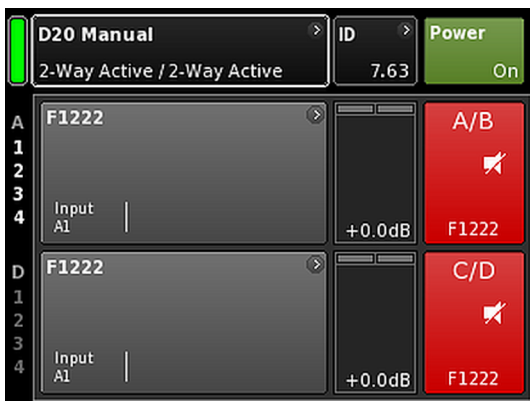 D20 Manual
2-Way Active / 2-Way Active
ID
7.63
Power
On
A
1
2
3
4
F1222
Input
A1
+0.0dB
A/B
F1222
D
1
2
3
4
F1222
Input
A1
+0.0dB
C/D
F1222